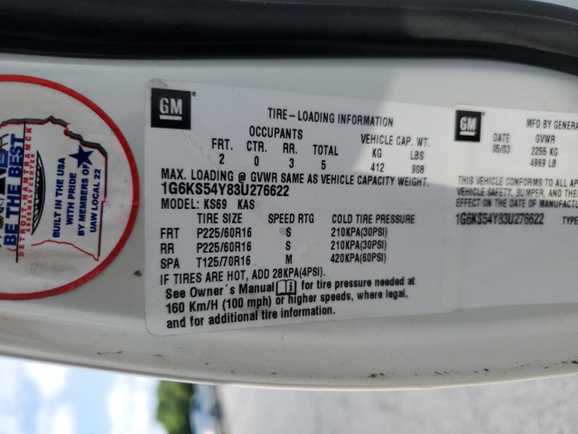 BE THE BEST
BUILT IN THE USA
WITH PRIDE
BY MEMBERS OF
UAW LOCAL 22
GM
TIRE-LOADING INFORMATION
OCCUPANTS
VEHICLE CAP. WT.
FRT. CTR. RR. TOTAL KG LBS
2 0 3 5 412 908
MAX. LOADING @ GVWR SAME AS VEHICLE CAPACITY WEIGHT.
1G6KS54Y83U276622
MODEL: KS69 KAS
TIRE SIZE SPEED RTG COLD TIRE PRESSURE
FRT P225/60R16 S 210KPA(30PSI)
RR P225/60R16 S 210KPA(30PSI)
SPA T125/70R16 M 420KPA(60PSI)
IF TIRES ARE HOT, ADD 28KPA(4PSI)
See Owner's Manual i for tire pressure needed at
160 Km/H (100 mph) or higher speeds, where legal,
and for additional tire information.
GM
MFG BY GENERA
DATE GVWR
05/03 2255 KG
4969 LB
THIS VEHICLE CONFORMS TO ALL
SAFETY, BUMPER, AND THEF
EFFECT ON THE DATE OF MANUFACT
1G6KS54Y83U276622 TYPE